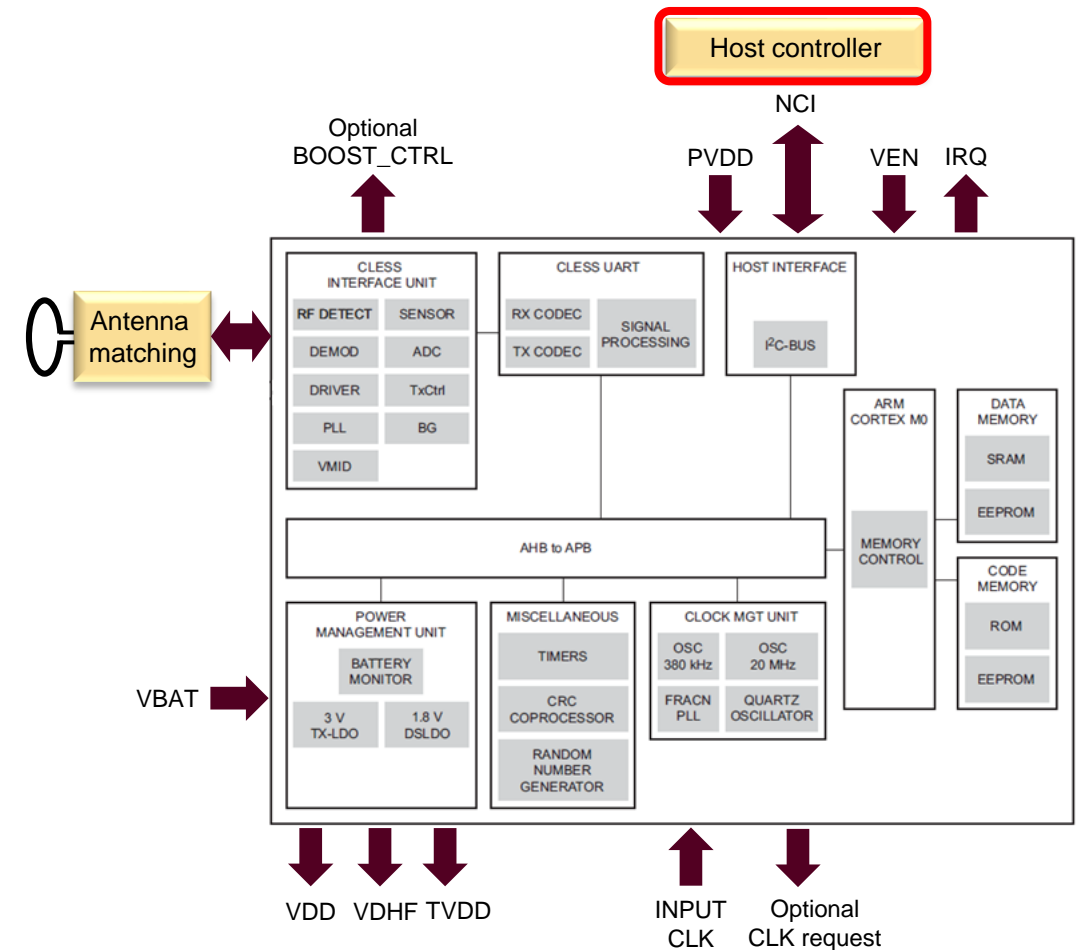 Host controller
NCI
Optional
BOOST_CTRL
PVDD
VEN
IRQ
Antenna
matching
CLESS
INTERFACE UNIT
RF DETECT
SENSOR
DEMOD
ADC
DRIVER
TxCtrl
PLL
BG
VMID
CLESS UART
RX CODEC
TX CODEC
SIGNAL
PROCESSING
HOST INTERFACE
I²C-BUS
ARM
CORTEX M0
MEMORY
CONTROL
DATA
MEMORY
SRAM
EEPROM
CODE
MEMORY
ROM
EEPROM
AHB to APB
POWER
MANAGEMENT UNIT
BATTERY
MONITOR
3 V
TX-LDO
1.8 V
DSLDO
MISCELLANEOUS
TIMERS
CRC
COPROCESSOR
RANDOM
NUMBER
GENERATOR
CLOCK MGT UNIT
OSC
380 kHz
OSC
20 MHz
FRACN
PLL
QUARTZ
OSCILLATOR
VBAT
VDD
VDHF
TVDD
INPUT
CLK
Optional
CLK request